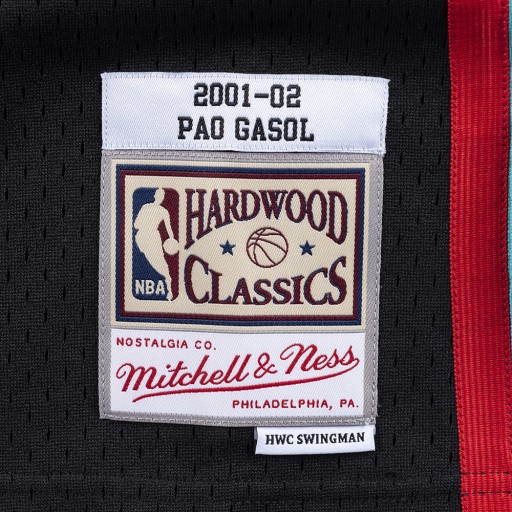 2001-02
PAO GASOL
HARDWOOD
NBA
CLASSICS
NOSTALGIA CO.
Mitchell & Ness
PHILADELPHIA, PA.
HWC SWINGMAN